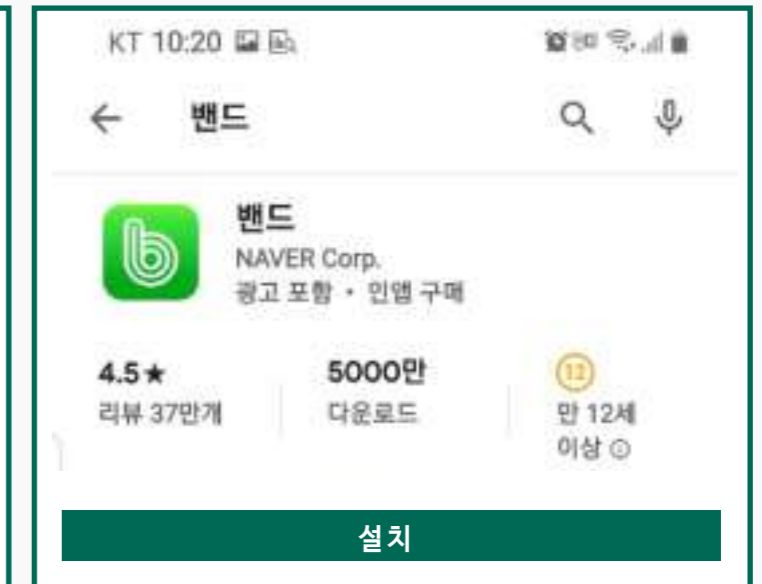 KT 10:20
밴드
밴드
NAVER Corp.
광고 포함 • 인앱 구매
4.5★
리뷰 37만개
5000만
다운로드
12
만 12세
이상
설치